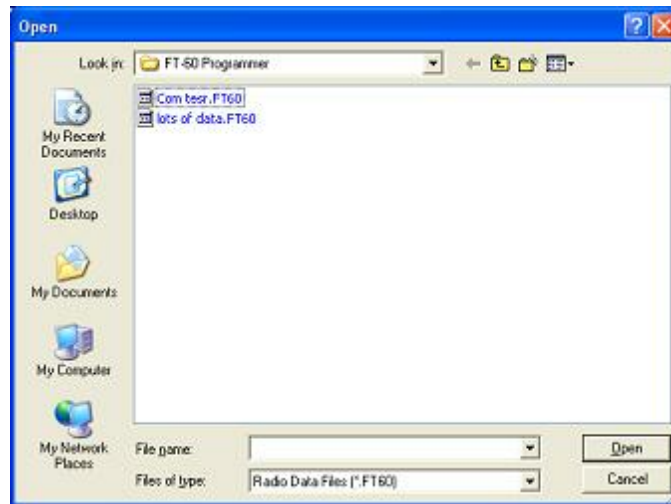 Open
Look in: FT-60 Programmer
Com tesr.FT60
lots of data.FT60
My Recent
Documents
Desktop
My Documents
My Computer
My Network
Places
File name:
Open
Files of type: Radio Data Files (*.FT60)
Cancel